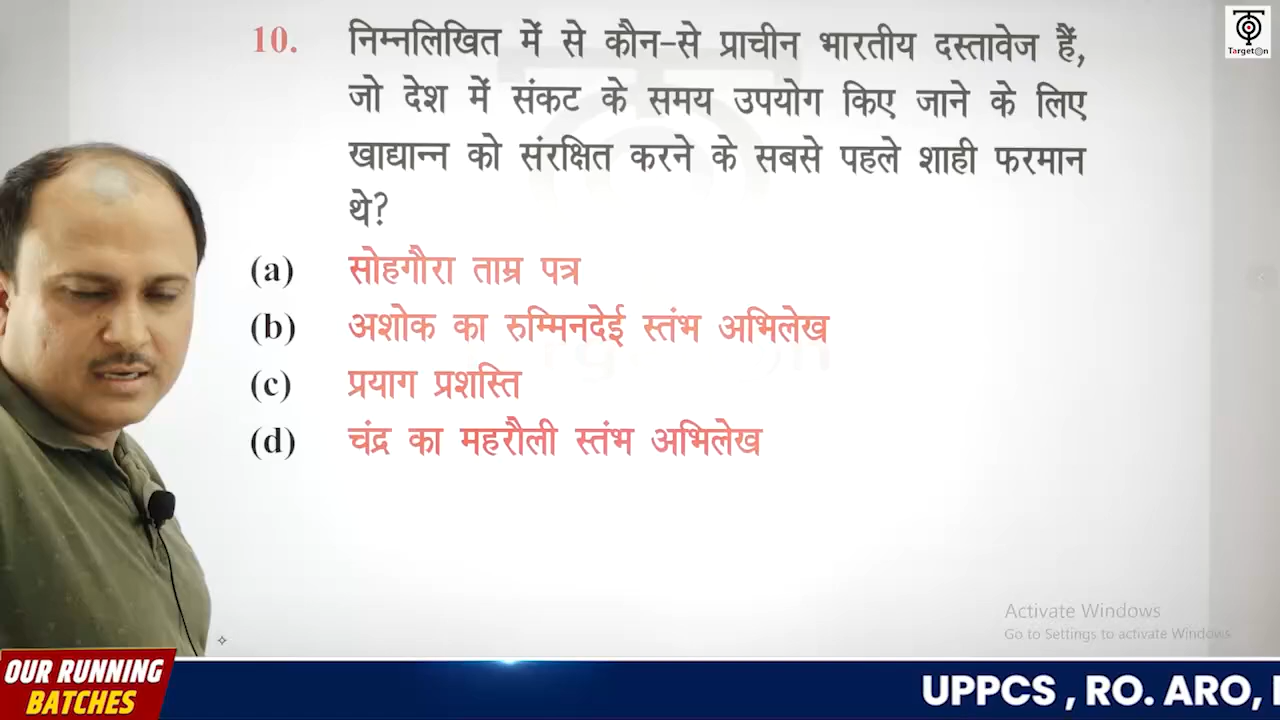 10. निम्नलिखित में से कौन-से प्राचीन भारतीय दस्तावेज हैं,
जो देश में संकट के समय उपयोग किए जाने के लिए
खाद्यान्न को संरक्षित करने के सबसे पहले शाही फरमान
थे?
(a) सोहगौरा ताम्र पत्र
(b) अशोक का रुम्मिनदेई स्तंभ अभिलेख
(c) प्रयाग प्रशस्ति
(d) चंद्र का महरौली स्तंभ अभिलेख
TargetOn
Activate Windows
Go to Settings to activate Windows.
OUR RUNNING
BATCHES
UPPCS , RO. ARO,